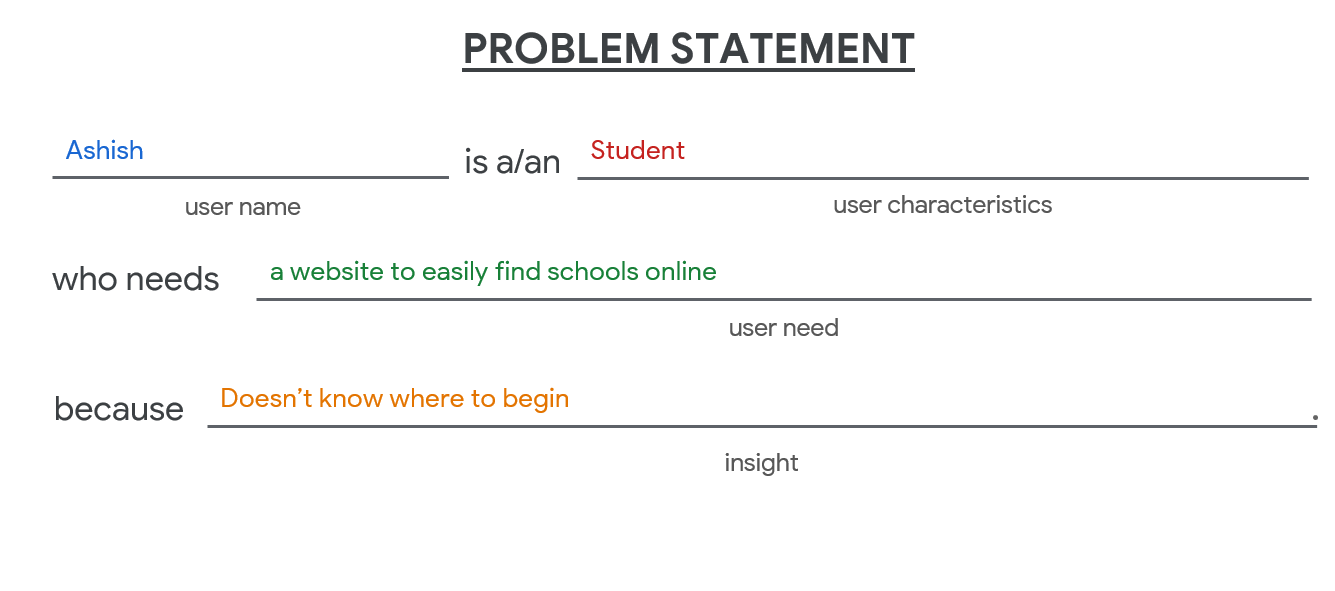 PROBLEM STATEMENT
Ashish is a/an Student
user name user characteristics
who needs a website to easily find schools online
user need
because Doesn’t know where to begin .
insight